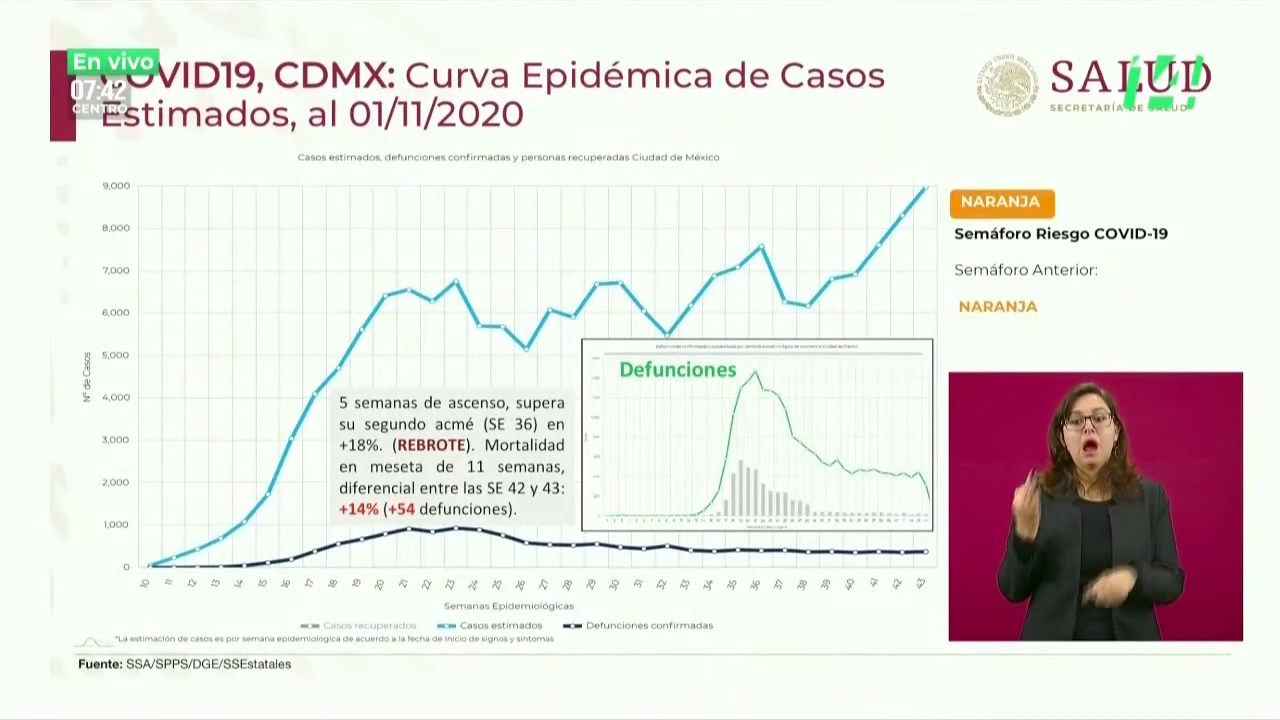 En vivo
07:42
CENTRO
COVID19, CDMX: Curva Epidémica de Casos
Estimados, al 01/11/2020
SALUD
SECRETARÍA DE SALUD
Casos estimados, defunciones confirmadas y personas recuperadas Ciudad de México
9,000
8,000
7,000
6,000
5,000
4,000
3,000
2,000
1,000
0
Nº de Casos
NARANJA
Semáforo Riesgo COVID-19
Semáforo Anterior:
NARANJA
Defunciones
5 semanas de ascenso, supera
su segundo acmé (SE 36) en
+18%. (REBROTE). Mortalidad
en meseta de 11 semanas,
diferencial entre las SE 42 y 43:
+14% (+54 defunciones).
10 11 12 13 14 15 16 17 18 19 20 21 22 23 24 25 26 27 28 29 30 31 32 33 34 35 36 37 38 39 40 41 42 43
Semanas Epidemiológicas
Casos recuperados Casos estimados Defunciones confirmadas
*La estimación de casos es por semana epidemiologica de acuerdo a la fecha de inicio de signos y síntomas
Fuente: SSA/SPPS/DGE/SSEstatales